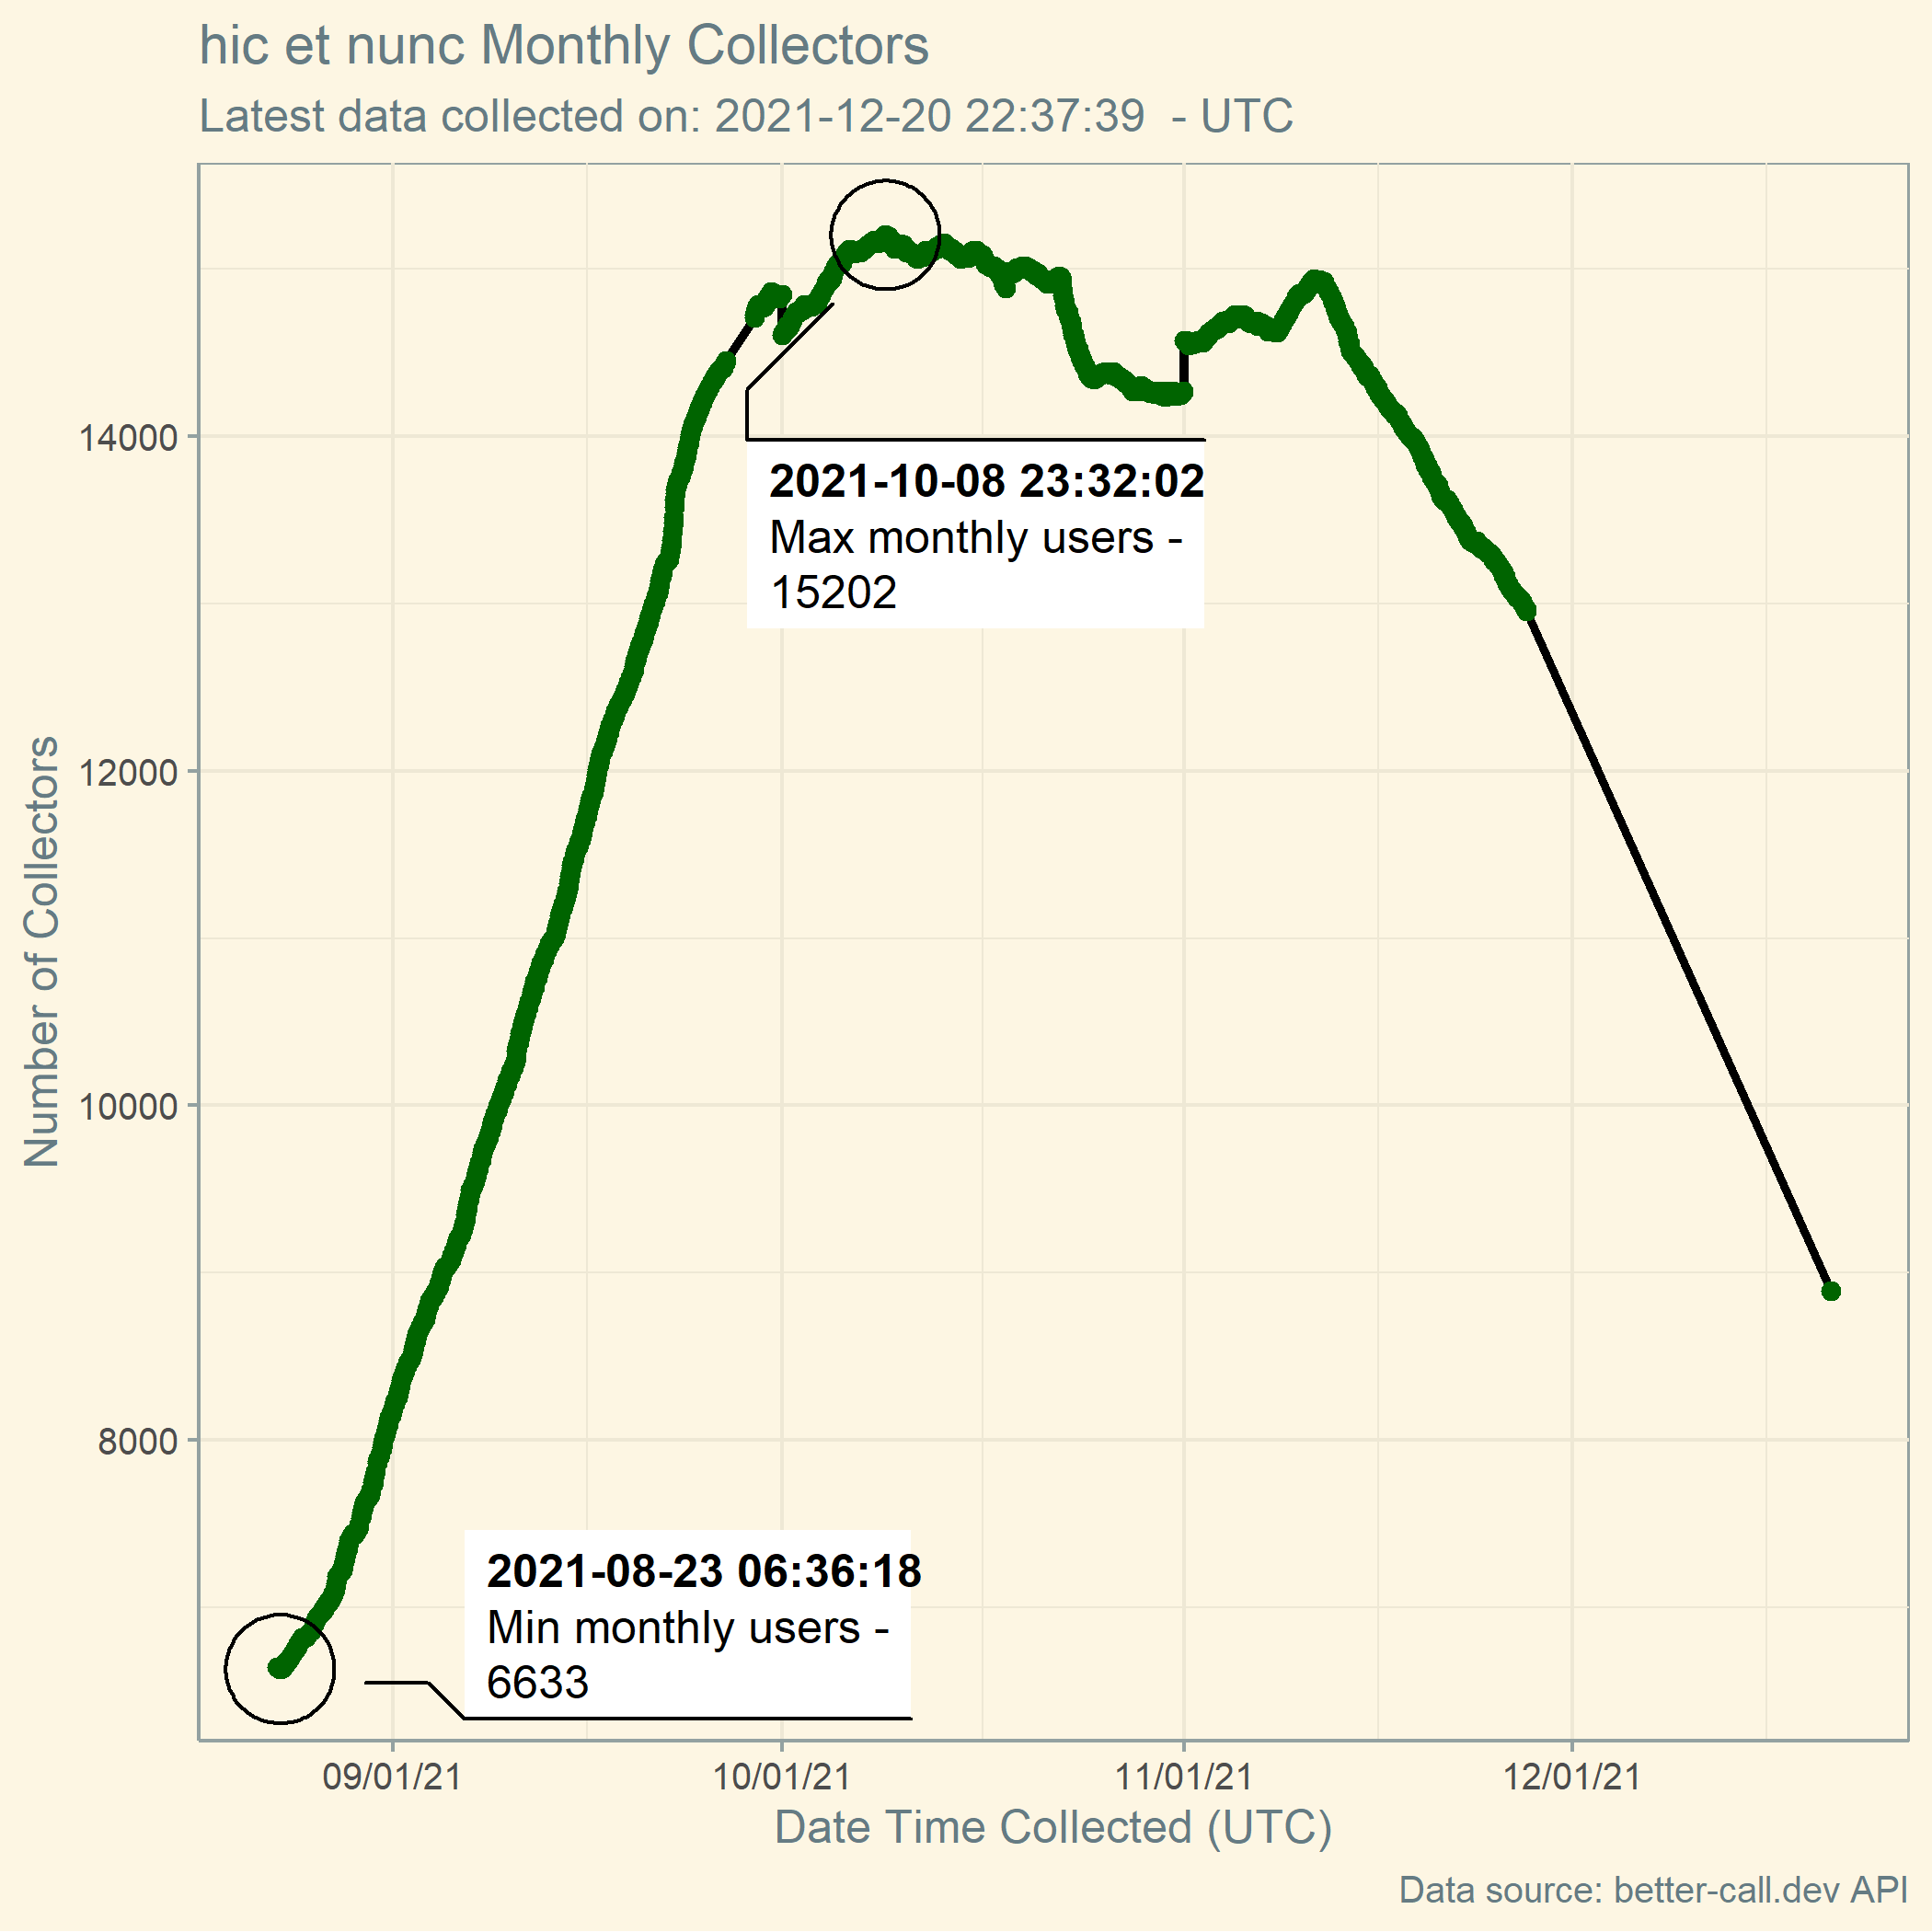 hic et nunc Monthly Collectors
Latest data collected on: 2021-12-20 22:37:39  - UTC
Number of Collectors
14000
12000
10000
8000
2021-10-08 23:32:02
Max monthly users -
15202
2021-08-23 06:36:18
Min monthly users -
6633
09/01/21
10/01/21
11/01/21
12/01/21
Date Time Collected (UTC)
Data source: better-call.dev API